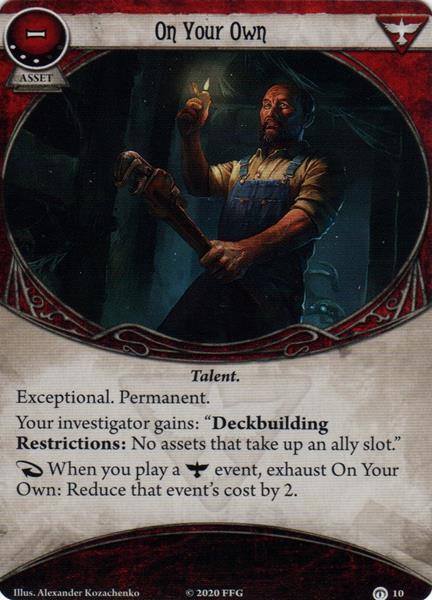 On Your Own
ASSET
Talent.
Exceptional. Permanent.
Your investigator gains: “Deckbuilding
Restrictions: No assets that take up an ally slot.”
When you play a event, exhaust On Your
Own: Reduce that event's cost by 2.
Illus. Alexander Kozachenko © 2020 FFG 10